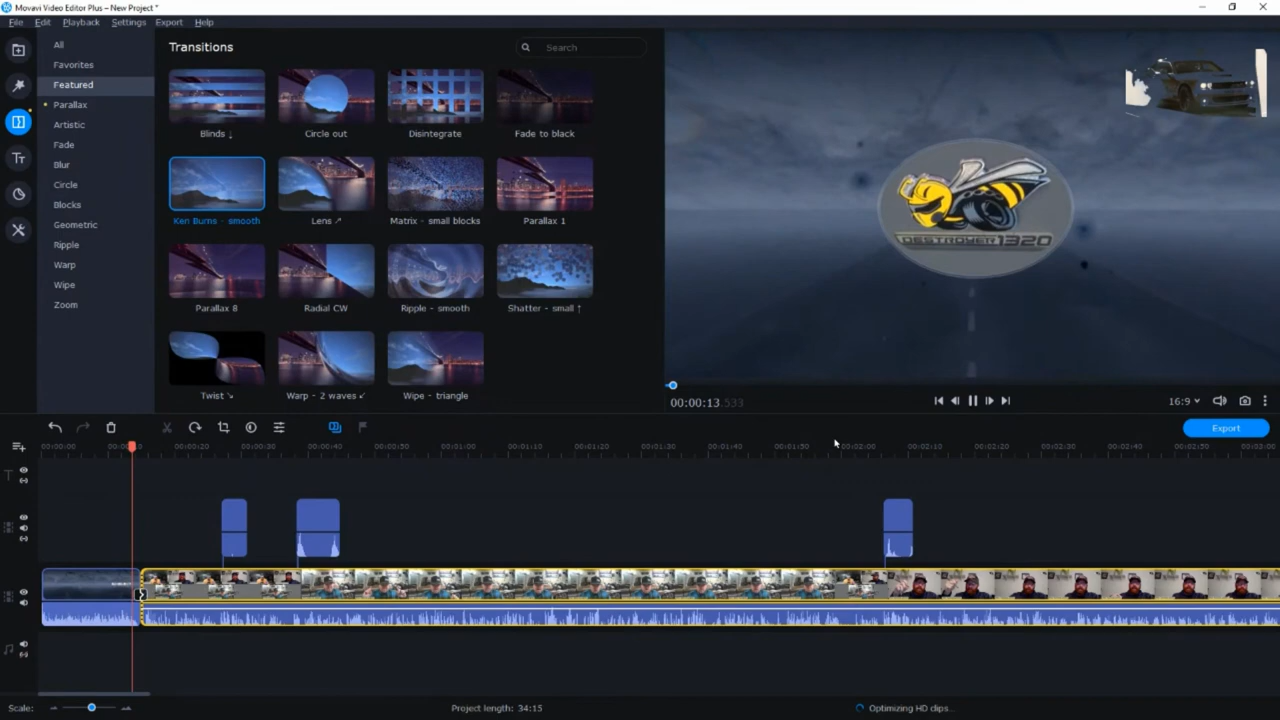 Movavi Video Editor Plus – New Project *
File Edit Playback Settings Export Help
All
Favorites
Featured
Parallax
Artistic
Fade
Blur
Circle
Blocks
Geometric
Ripple
Warp
Wipe
Zoom
Transitions
Search
Blinds ↓ Circle out Disintegrate Fade to black
Ken Burns - smooth Lens ↗ Matrix - small blocks Parallax 1
Parallax 8 Radial CW Ripple - smooth Shatter - small ↑
Twist ↘ Warp - 2 waves ↙ Wipe - triangle
DESTROYER 1320
00:00:13.533
16:9
Export
00:00:00 00:00:20 00:00:30 00:00:40 00:01:00 00:01:10 00:01:20 00:01:30 00:01:40 00:01:50 00:02:00 00:02:10 00:02:20 00:02:30 00:02:40 00:02:50
Scale:
Project length: 34:15
Optimizing HD clips...